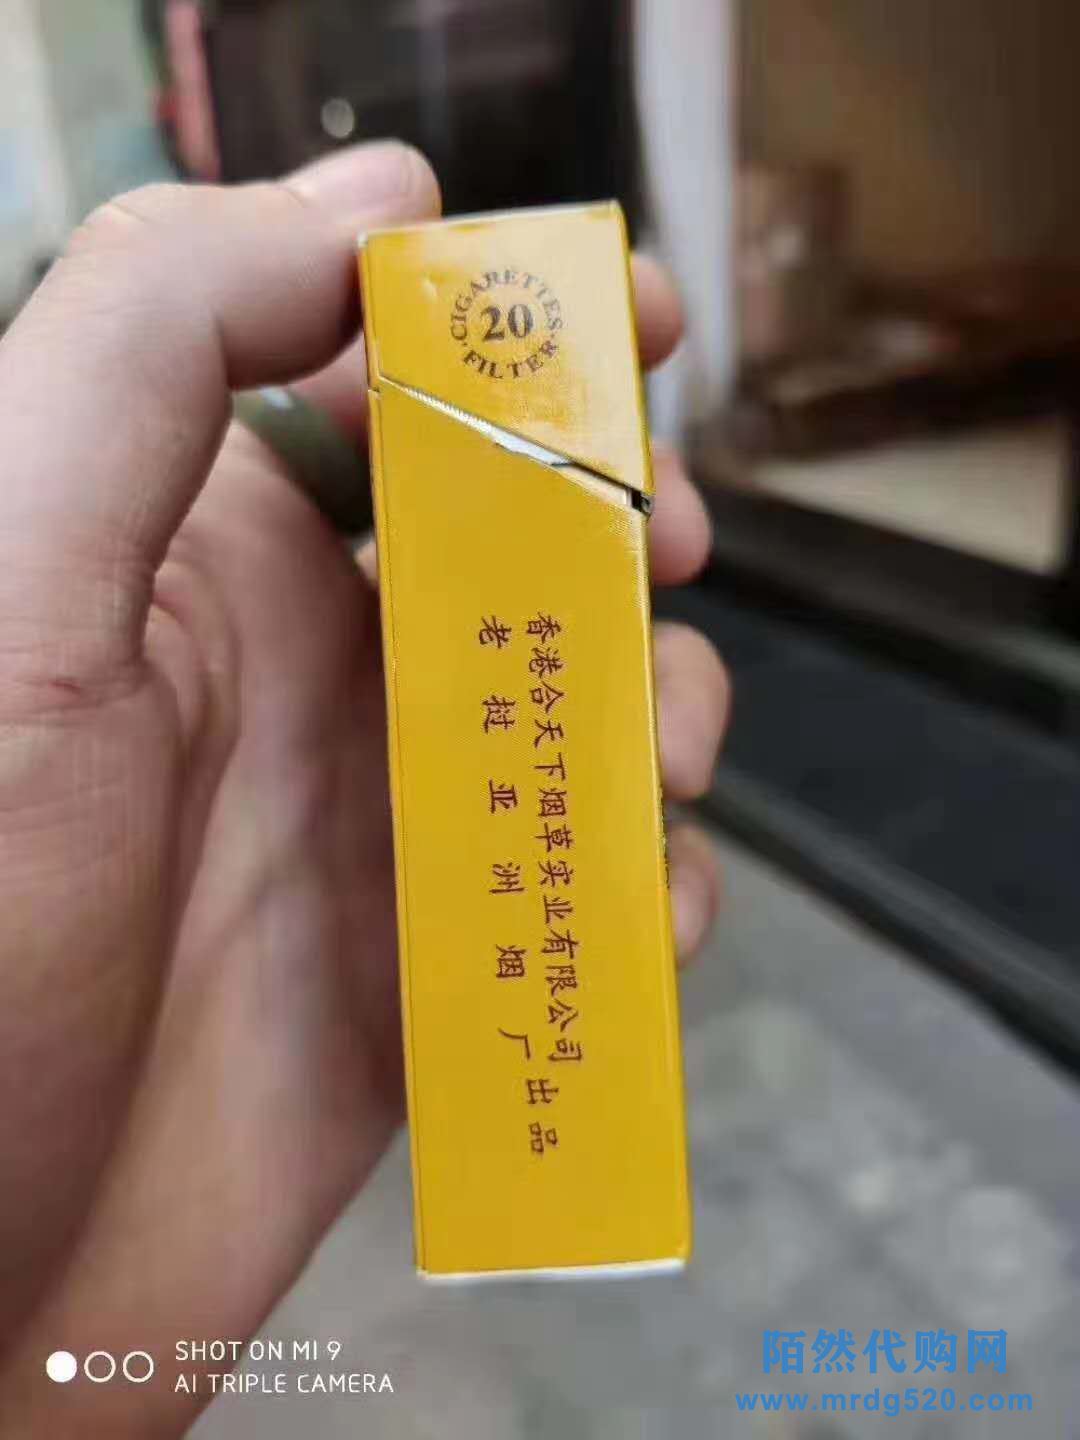 CIGARETTES
20
FILTER
香港合天下烟草实业有限公司
老挝亚洲烟厂
出品
SHOT ON MI 9
AI TRIPLE CAMERA
陌然代购网
www.mrdg520.com